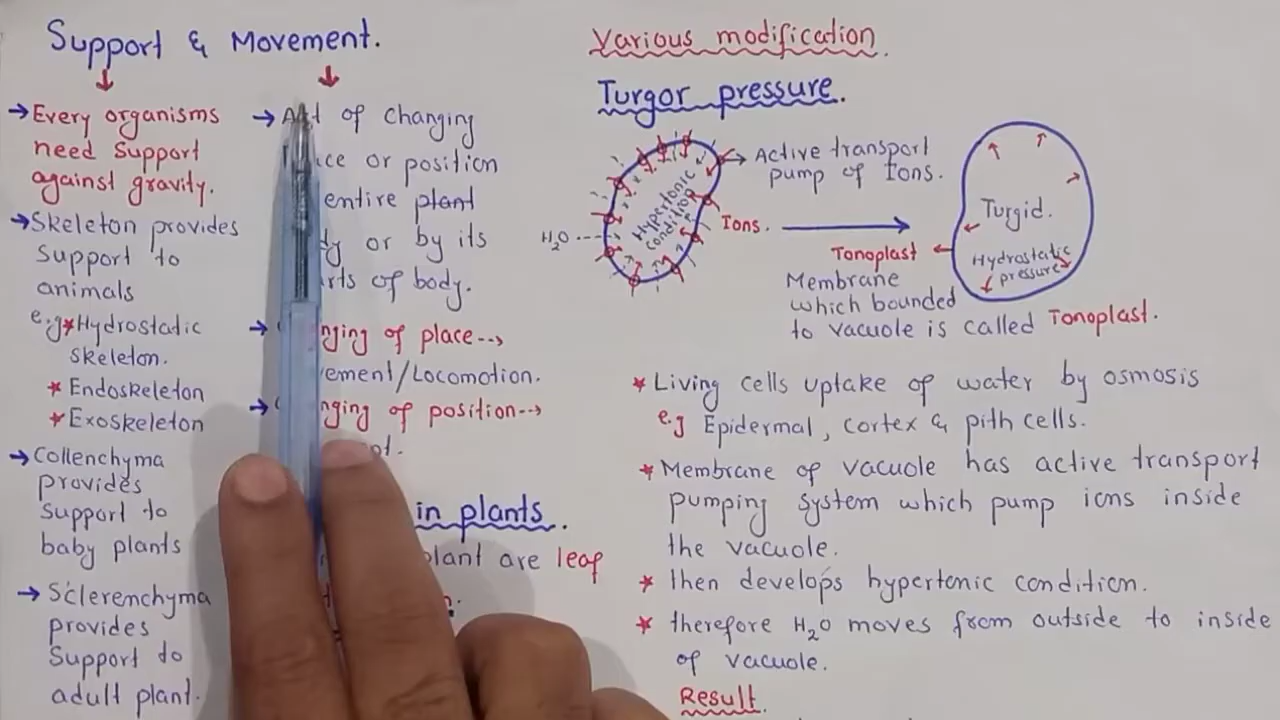 Support & Movement.
→ Every organisms
need support
against gravity.
→ Skeleton provides
Support to
animals
e.g * Hydrostatic
skeleton.
* Endoskeleton
* Exoskeleton
→ Collenchyma
provides
support to
baby plants
→ Sclerenchyma
provides
Support to
adult plant.
→ of changing
or position
entire plant
or by its
of body.
→ of place-->
/Locomotion.
→ of position-->
in plants.
are leaf
Various modification
Turgor pressure.
Hypertonic
condition
H₂O
→ Active transport
pump of Ions.
Ions.
Turgid.
Hydrostatic
pressure
Tonoplast
Membrane
which bounded
to vacuole is called Tonoplast.
* Living cells uptake of water by osmosis
e.g Epidermal, cortex & pith cells.
* Membrane of vacuole has active transport
pumping system which pump ions inside
the vacuole.
* then develops hypertonic condition.
* therefore H₂O moves from outside to inside
of vacuole.
Result.